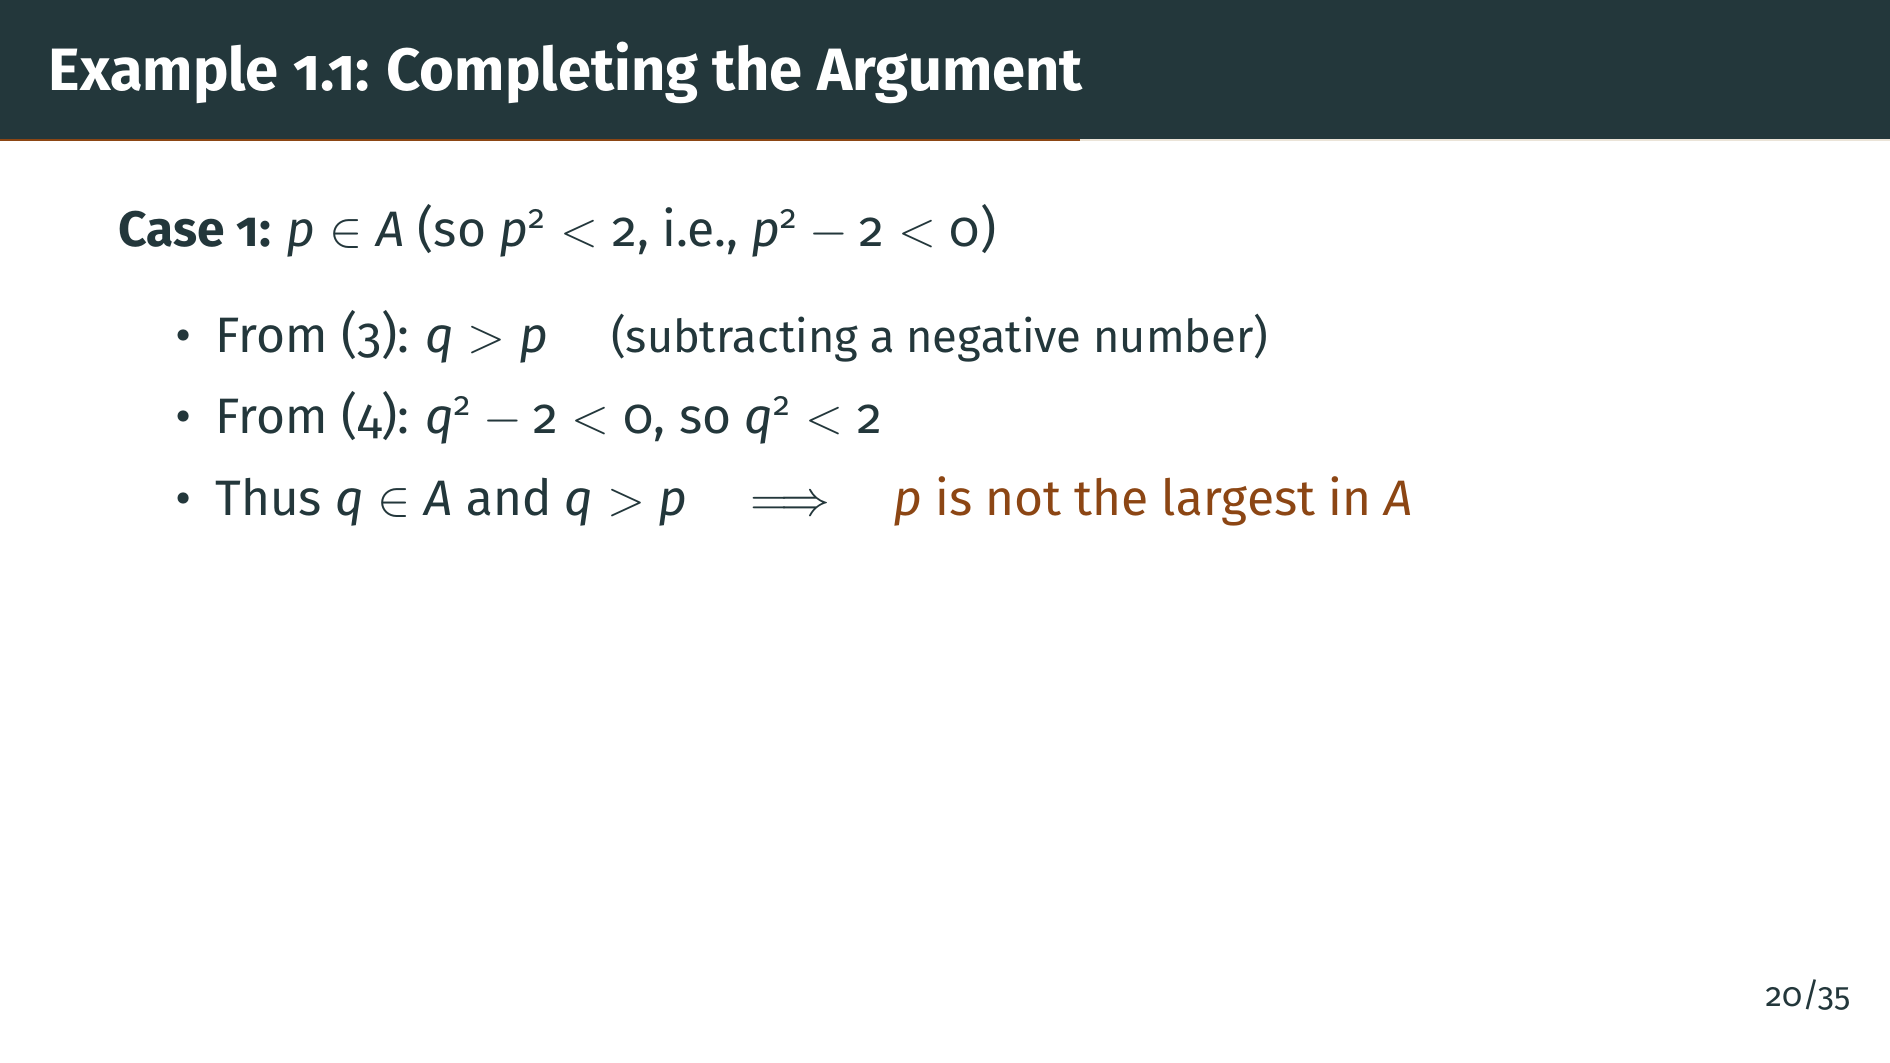 Example 1.1: Completing the Argument
Case 1: p ∈ A (so p² < 2, i.e., p² − 2 < 0)
• From (3): q > p (subtracting a negative number)
• From (4): q² − 2 < 0, so q² < 2
• Thus q ∈ A and q > p ⟹ p is not the largest in A
20/35